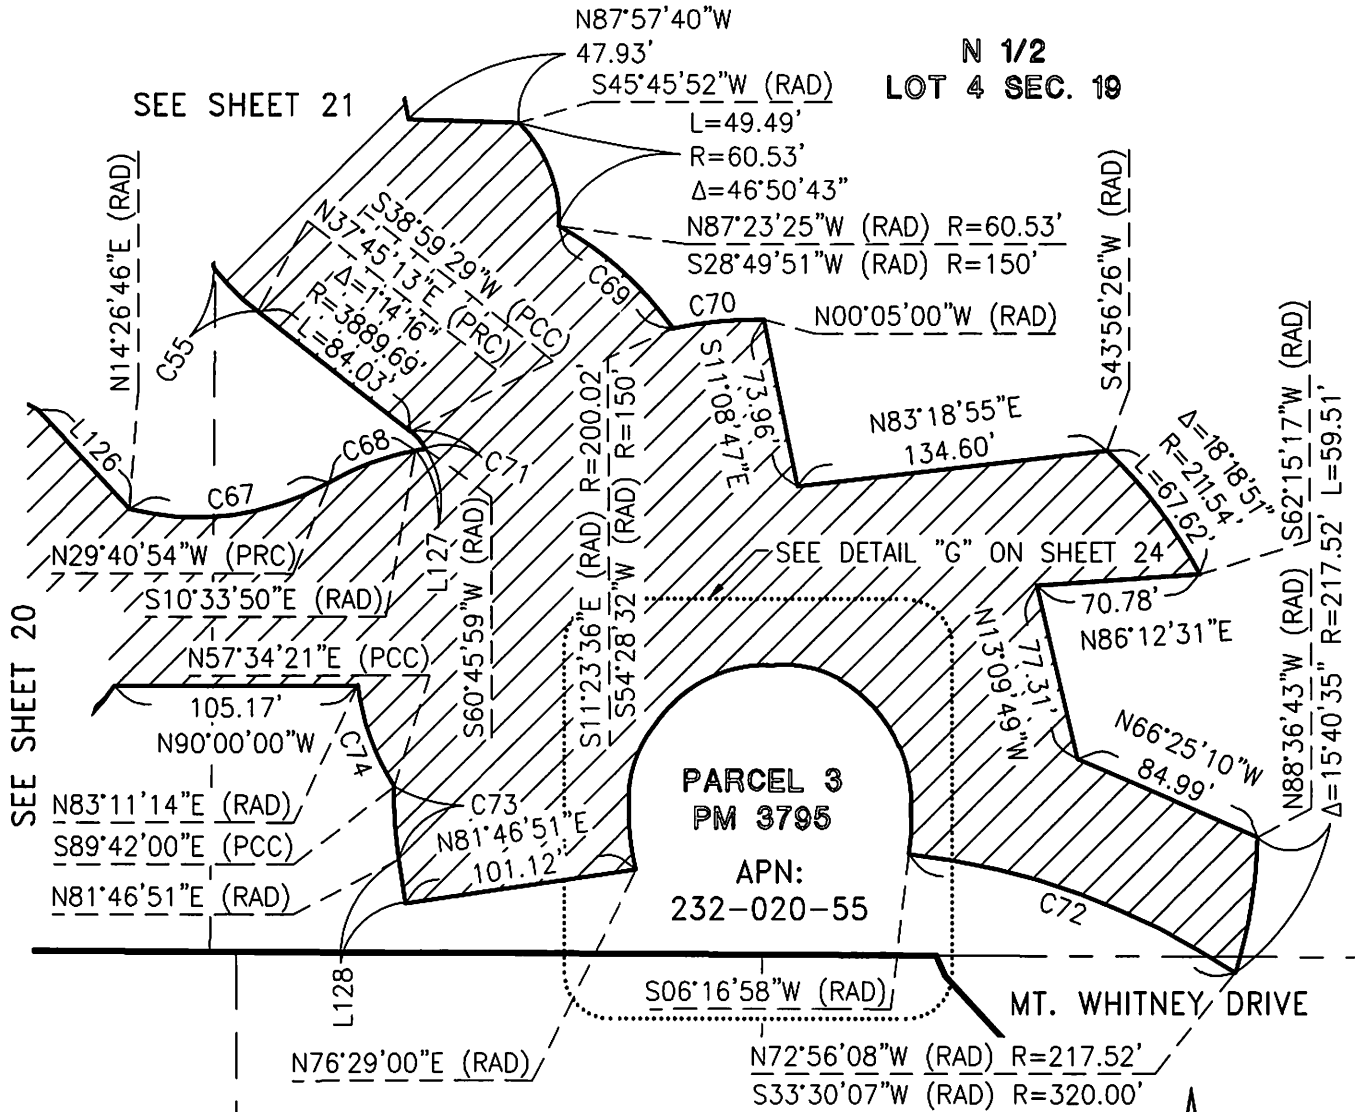 N87°57'40"W
47.93'
N 1/2
LOT 4 SEC. 19
SEE SHEET 21
S45°45'52"W (RAD)
L=49.49'
R=60.53'
Δ=46°50'43"
N87°23'25"W (RAD) R=60.53'
S28°49'51"W (RAD) R=150'
N14°26'46"E (RAD)
S38°59'29"W (PCC)
N37°45'13"E (PRC)
Δ=1°14'16"
R=3889.69'
L=84.03'
C55
C69
C70
N00°05'00"W (RAD)
S43°56'26"W (RAD)
S11°08'47"E
73.96'
N83°18'55"E
134.60'
Δ=18°18'51"
R=211.54'
L=67.62'
S62°15'17"W (RAD) L=59.51'
N88°36'43"W (RAD) R=217.52'
Δ=15°40'35"
L126
C67
C68
C71
L127
N29°40'54"W (PRC)
S10°33'50"E (RAD)
S60°45'59"W (RAD)
S11°23'36"E (RAD) R=200.02'
S54°28'32"W (RAD) R=150'
SEE DETAIL "G" ON SHEET 24
70.78'
N86°12'31"E
N13°09'49"W
77.31'
N66°25'10"W
84.99'
SEE SHEET 20
N57°34'21"E (PCC)
105.17'
N90°00'00"W
C74
N83°11'14"E (RAD)
S89°42'00"E (PCC)
N81°46'51"E (RAD)
C73
N81°46'51"E
101.12'
PARCEL 3
PM 3795
APN:
232-020-55
C72
L128
S06°16'58"W (RAD)
MT. WHITNEY DRIVE
N76°29'00"E (RAD)
N72°56'08"W (RAD) R=217.52'
S33°30'07"W (RAD) R=320.00'